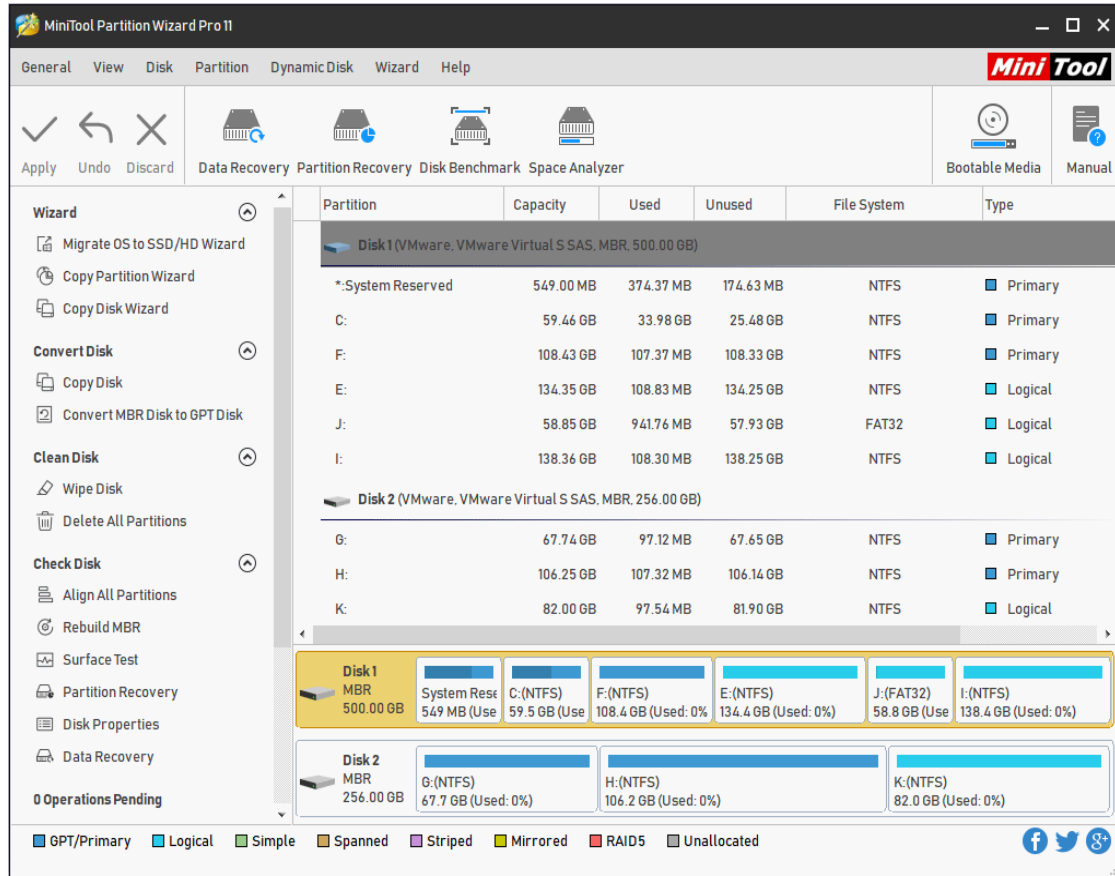 MiniTool Partition Wizard Pro 11
General View Disk Partition Dynamic Disk Wizard Help
Mini Tool
Apply Undo Discard Data Recovery Partition Recovery Disk Benchmark Space Analyzer Bootable Media Manual
Wizard
Migrate OS to SSD/HD Wizard
Copy Partition Wizard
Copy Disk Wizard
Convert Disk
Copy Disk
Convert MBR Disk to GPT Disk
Clean Disk
Wipe Disk
Delete All Partitions
Check Disk
Align All Partitions
Rebuild MBR
Surface Test
Partition Recovery
Disk Properties
Data Recovery
0 Operations Pending
Partition Capacity Used Unused File System Type
Disk 1 (VMware, VMware Virtual S SAS, MBR, 500.00 GB)
*:System Reserved 549.00 MB 374.37 MB 174.63 MB NTFS Primary
C: 59.46 GB 33.98 GB 25.48 GB NTFS Primary
F: 108.43 GB 107.37 MB 108.33 GB NTFS Primary
E: 134.35 GB 108.83 MB 134.25 GB NTFS Logical
J: 58.85 GB 941.76 MB 57.93 GB FAT32 Logical
I: 138.36 GB 108.30 MB 138.25 GB NTFS Logical
Disk 2 (VMware, VMware Virtual S SAS, MBR, 256.00 GB)
G: 67.74 GB 97.12 MB 67.65 GB NTFS Primary
H: 106.25 GB 107.32 MB 106.14 GB NTFS Primary
K: 82.00 GB 97.54 MB 81.90 GB NTFS Logical
Disk 1
MBR
500.00 GB
System Rese
549 MB (Use
C:(NTFS)
59.5 GB (Use
F:(NTFS)
108.4 GB (Used: 0%
E:(NTFS)
134.4 GB (Used: 0%)
J:(FAT32)
58.8 GB (Use
I:(NTFS)
138.4 GB (Used: 0%)
Disk 2
MBR
256.00 GB
G:(NTFS)
67.7 GB (Used: 0%)
H:(NTFS)
106.2 GB (Used: 0%)
K:(NTFS)
82.0 GB (Used: 0%)
GPT/Primary Logical Simple Spanned Striped Mirrored RAID5 Unallocated